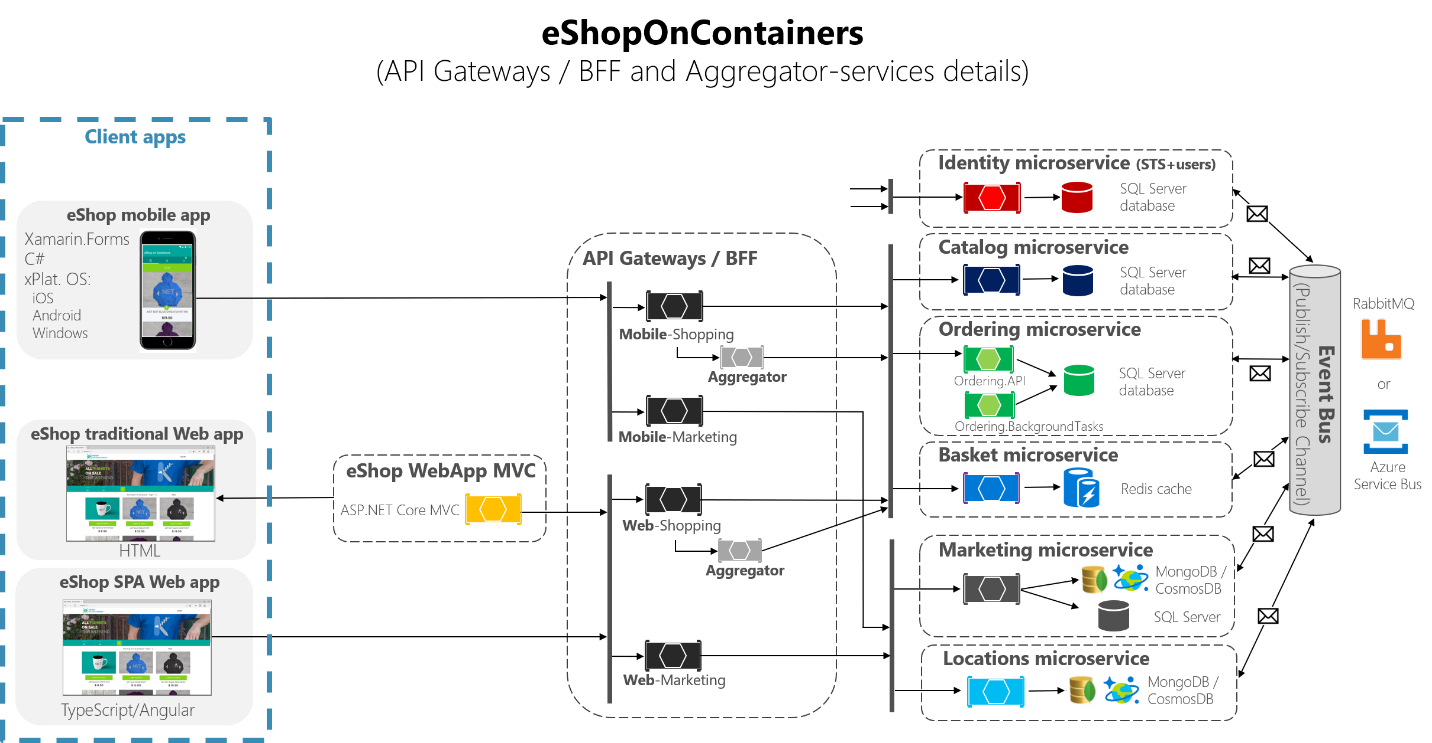 eShopOnContainers
(API Gateways / BFF and Aggregator-services details)
Client apps
eShop mobile app
Xamarin.Forms
C#
xPlat. OS:
iOS
Android
Windows
eShop traditional Web app
HTML
eShop SPA Web app
TypeScript/Angular
eShop WebApp MVC
ASP.NET Core MVC
API Gateways / BFF
Mobile-Shopping
Aggregator
Mobile-Marketing
Web-Shopping
Aggregator
Web-Marketing
Identity microservice (STS+users)
SQL Server
database
Catalog microservice
SQL Server
database
Ordering microservice
Ordering.API
SQL Server
database
Ordering.BackgroundTasks
Basket microservice
Redis cache
Marketing microservice
MongoDB /
CosmosDB
SQL Server
Locations microservice
MongoDB /
CosmosDB
Event Bus
(Publish/Subscribe Channel)
RabbitMQ
or
Azure
Service Bus